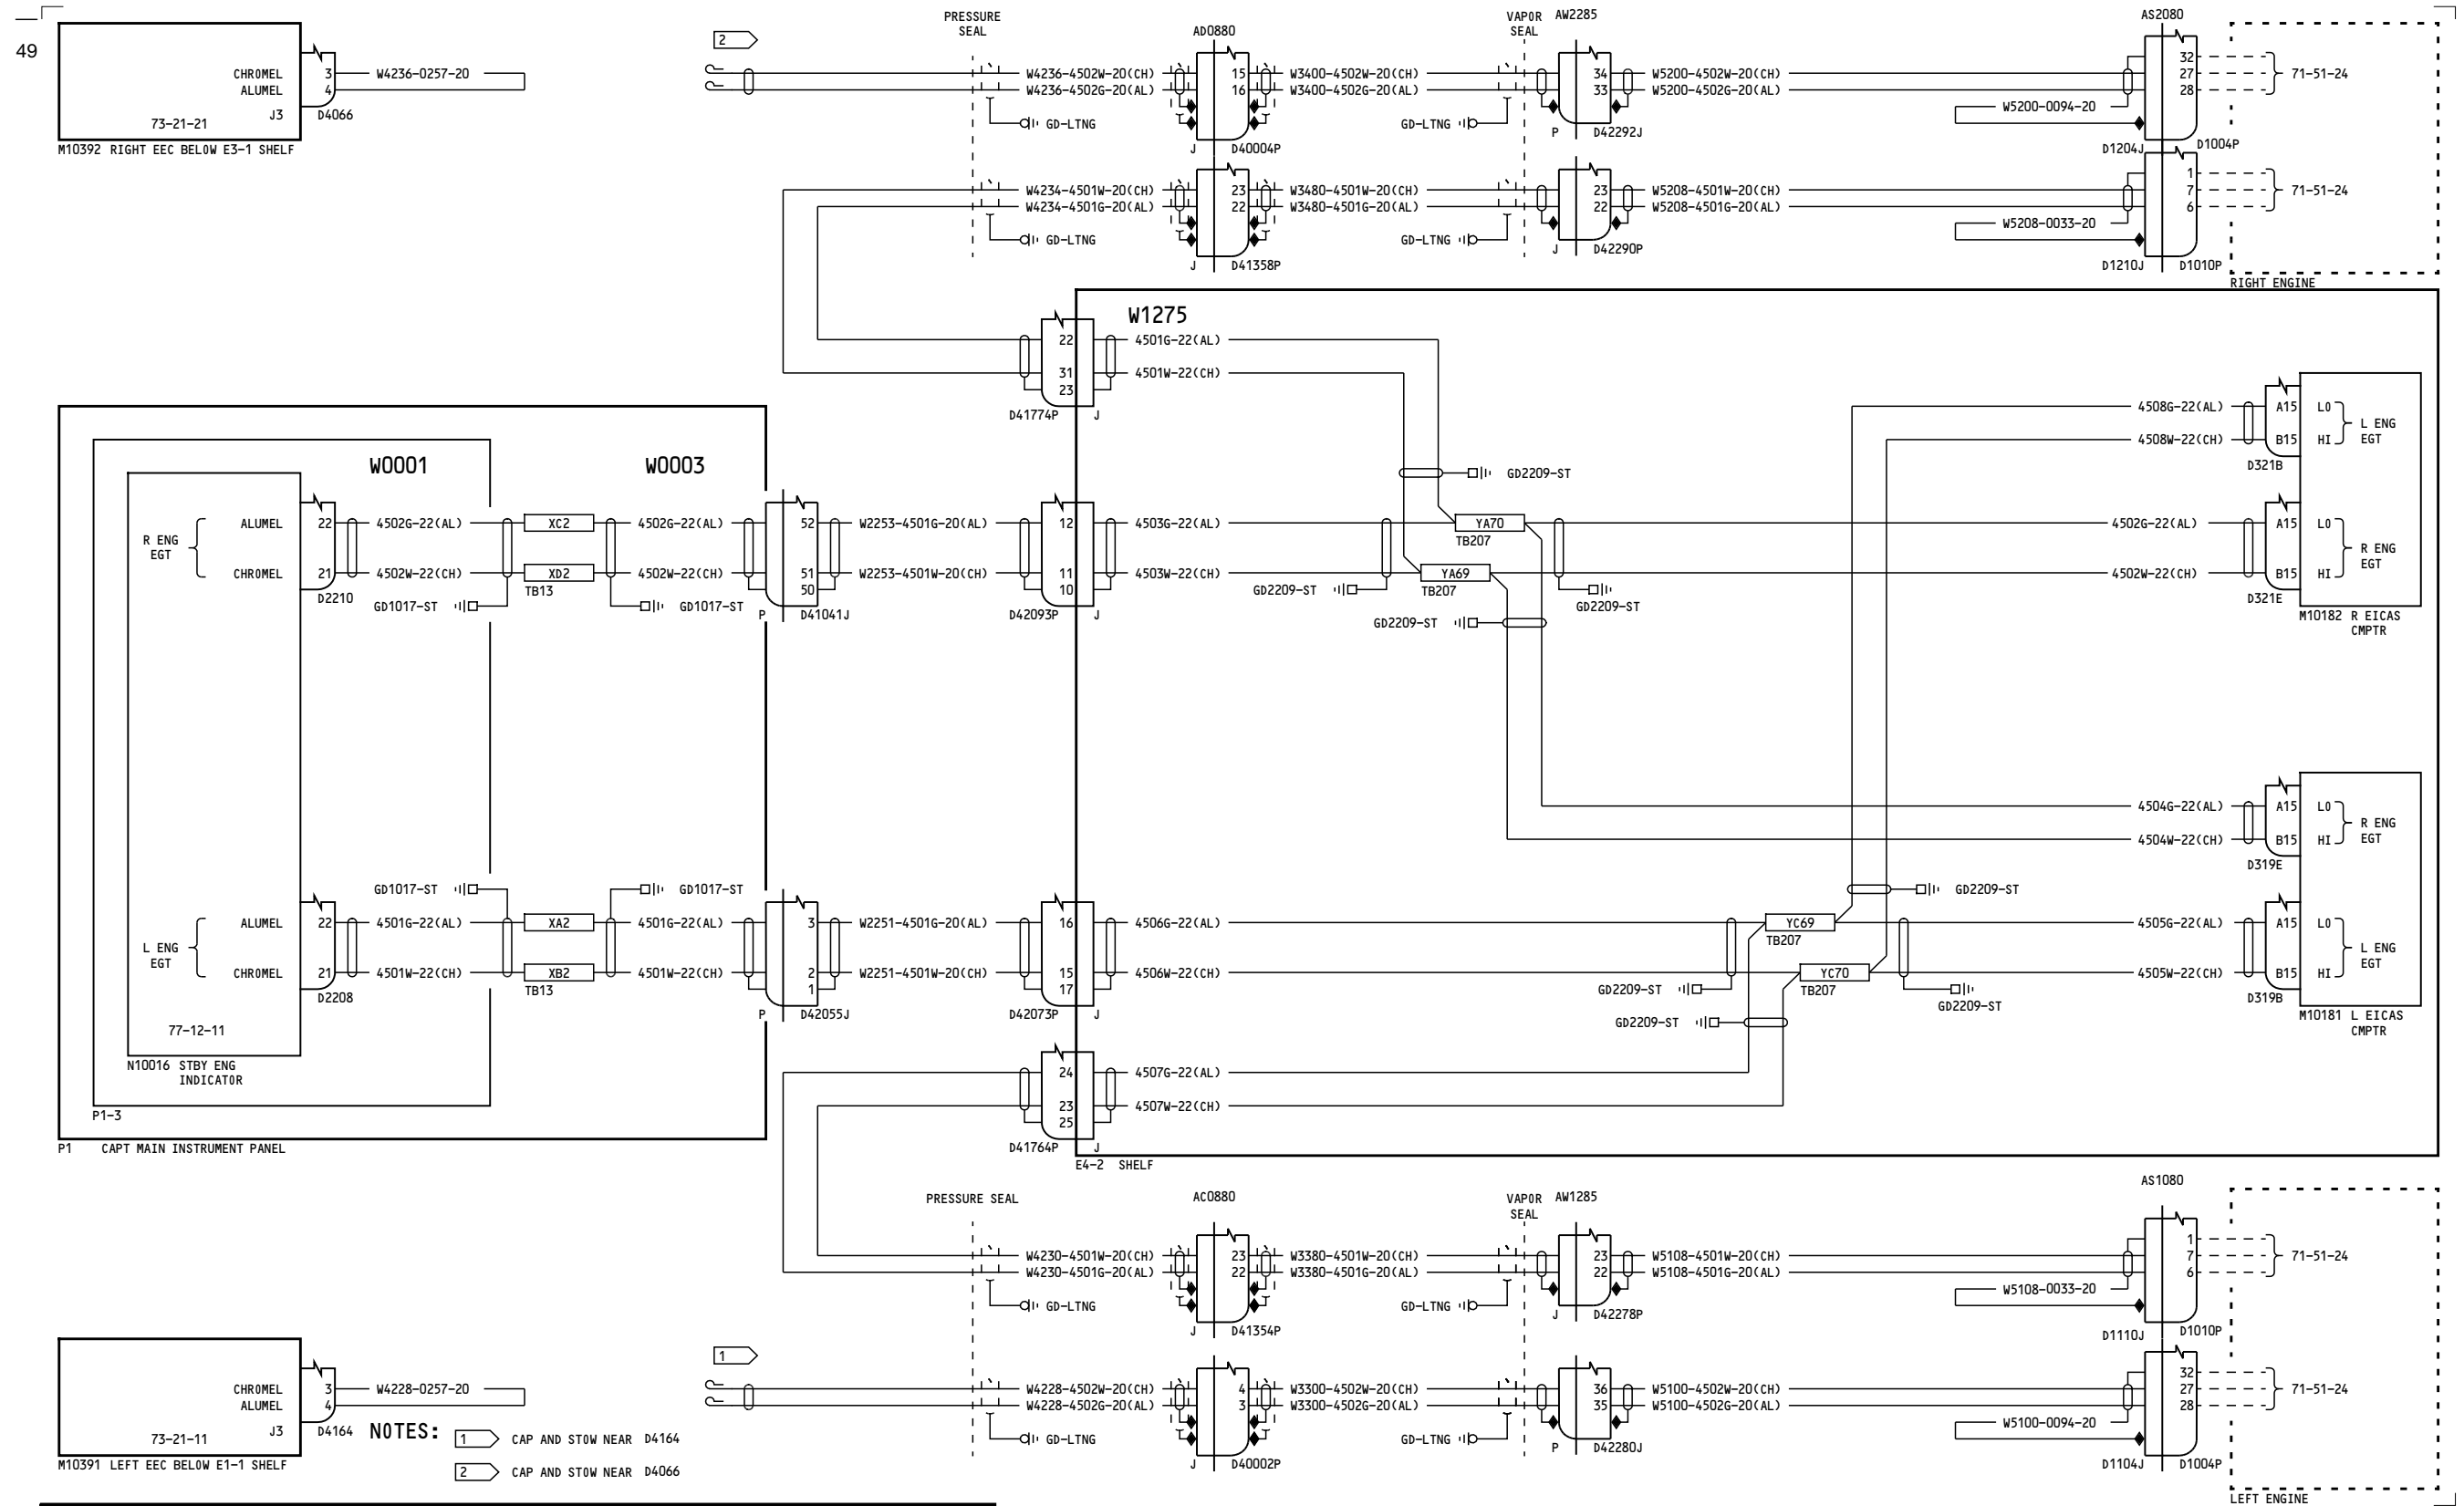 49
CHROMEL 3 W4236-0257-20
ALUMEL 4
J3 D4066
73-21-21
M10392 RIGHT EEC BELOW E3-1 SHELF
2
PRESSURE
SEAL
AD0880
VAPOR
SEAL
AW2285
AS2080
W4236-4502W-20(CH) 15 W3400-4502W-20(CH) 34 W5200-4502W-20(CH) 32
W4236-4502G-20(AL) 16 W3400-4502G-20(AL) 33 W5200-4502G-20(AL) 27 71-51-24
28
W5200-0094-20
GD-LTNG GD-LTNG
J D40004P P D42292J D1204J D1004P
W4234-4501W-20(CH) 23 W3480-4501W-20(CH) 23 W5208-4501W-20(CH) 1
W4234-4501G-20(AL) 22 W3480-4501G-20(AL) 22 W5208-4501G-20(AL) 7 71-51-24
6
W5208-0033-20
GD-LTNG GD-LTNG
J D41358P J D42290P D1210J D1010P
RIGHT ENGINE
W1275
22 4501G-22(AL)
31 4501W-22(CH)
23
D41774P J
4508G-22(AL) A15 LO
L ENG
EGT
4508W-22(CH) B15 HI
D321B
W0001 W0003
GD2209-ST
R ENG
EGT
ALUMEL 22 4502G-22(AL) XC2 4502G-22(AL) 52 W2253-4501G-20(AL) 12 4503G-22(AL) YA70 4502G-22(AL) A15 LO
TB207
R ENG
EGT
CHROMEL 21 4502W-22(CH) XD2 4502W-22(CH) 51 W2253-4501W-20(CH) 11 4503W-22(CH) YA69 4502W-22(CH) B15 HI
50 10
D2210 TB13 GD2209-ST TB207 D321E
GD1017-ST GD1017-ST GD2209-ST
P D41041J D42093P J GD2209-ST
M10182 R EICAS
CMPTR
4504G-22(AL) A15 LO
R ENG
EGT
4504W-22(CH) B15 HI
D319E
GD1017-ST GD1017-ST GD2209-ST
L ENG
EGT
ALUMEL 22 4501G-22(AL) XA2 4501G-22(AL) 3 W2251-4501G-20(AL) 16 4506G-22(AL) YC69 4505G-22(AL) A15 LO
TB207
L ENG
EGT
CHROMEL 21 4501W-22(CH) XB2 4501W-22(CH) 2 W2251-4501W-20(CH) 15 4506W-22(CH) YC70 4505W-22(CH) B15 HI
1 17
D2208 TB13 GD2209-ST TB207 D319B
GD2209-ST
P D42055J D42073P J GD2209-ST
M10181 L EICAS
CMPTR
77-12-11
N10016 STBY ENG
INDICATOR
24 4507G-22(AL)
23 4507W-22(CH)
25
P1-3
D41764P J
P1 CAPT MAIN INSTRUMENT PANEL
E4-2 SHELF
PRESSURE SEAL
AC0880
VAPOR
SEAL
AW1285
AS1080
W4230-4501W-20(CH) 23 W3380-4501W-20(CH) 23 W5108-4501W-20(CH) 1
W4230-4501G-20(AL) 22 W3380-4501G-20(AL) 22 W5108-4501G-20(AL) 7 71-51-24
6
W5108-0033-20
GD-LTNG GD-LTNG
J D41354P J D42278P D1110J D1010P
1
CHROMEL 3 W4228-0257-20
ALUMEL 4
J3 D4164
73-21-11
M10391 LEFT EEC BELOW E1-1 SHELF
W4228-4502W-20(CH) 4 W3300-4502W-20(CH) 36 W5100-4502W-20(CH) 32
W4228-4502G-20(AL) 3 W3300-4502G-20(AL) 35 W5100-4502G-20(AL) 27 71-51-24
28
W5100-0094-20
GD-LTNG GD-LTNG
J D40002P P D42280J D1104J D1004P
LEFT ENGINE
NOTES:
1 CAP AND STOW NEAR D4164
2 CAP AND STOW NEAR D4066